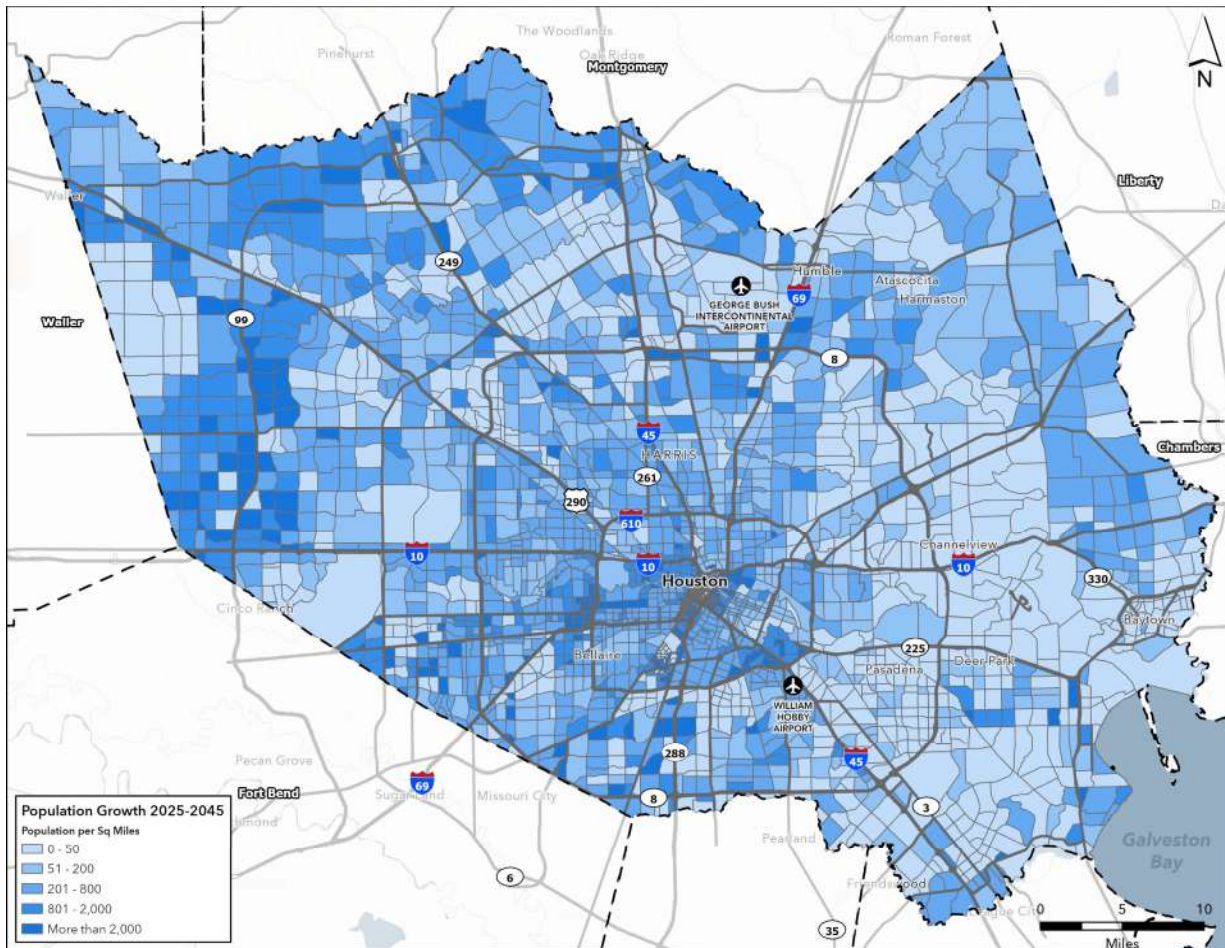 The Woodlands
Pinehurst
Oak Ridge
Roman Forest
Montgomery
N
Waller
Liberty
249
Humble
Atascocita
Harmaston
GEORGE BUSH
INTERCONTINENTAL
AIRPORT
69
Waller
99
8
45
HARRIS
Chambers
261
290
610
10
10
Channelview
10
Houston
330
Cinco Ranch
Baytown
Bellaire
225
Pasadena
Deer Park
WILLIAM
HOBBY
AIRPORT
288
45
Pecan Grove
69
Fort Bend
Sugar Land
Missouri City
8
3
Pearland
Galveston
Bay
6
Friendswood
League City
35
Population Growth 2025-2045
Population per Sq Miles
0 - 50
51 - 200
201 - 800
801 - 2,000
More than 2,000
0 5 10
Miles